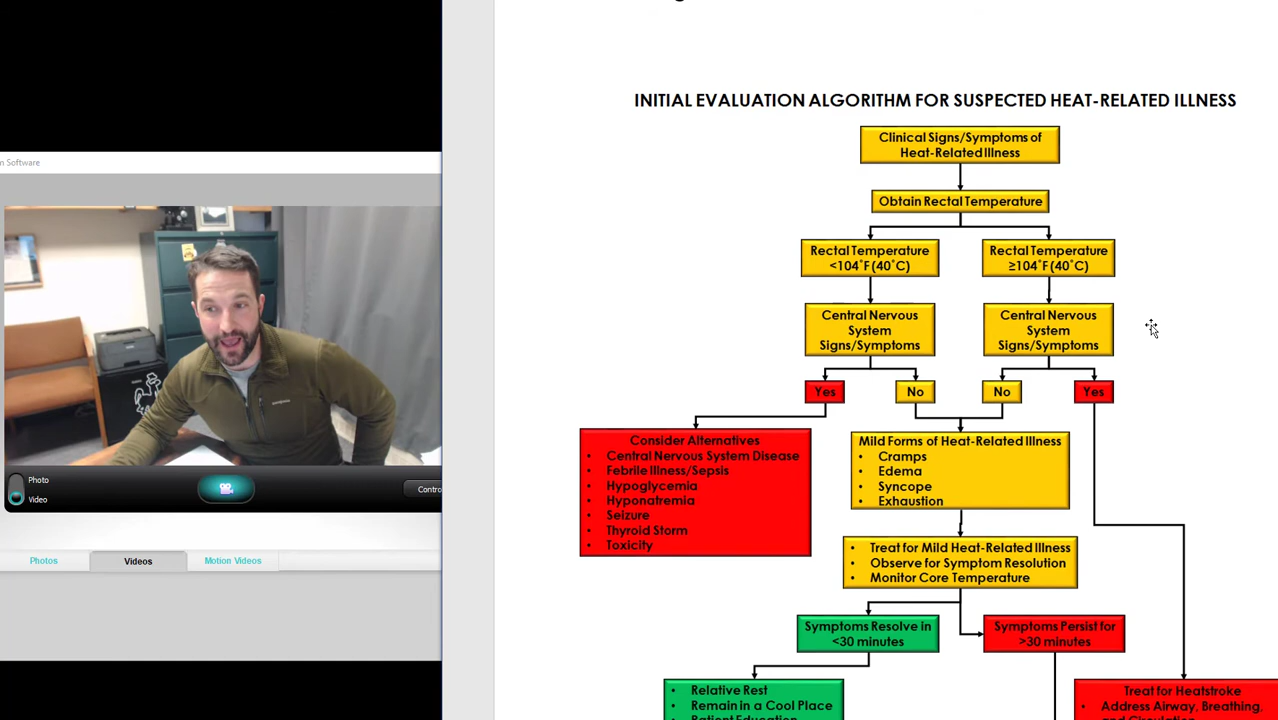 n Software
Photo
Video
Contro
Photos
Videos
Motion Videos
INITIAL EVALUATION ALGORITHM FOR SUSPECTED HEAT-RELATED ILLNESS
Clinical Signs/Symptoms of
Heat-Related Illness
Obtain Rectal Temperature
Rectal Temperature
<104˚F (40˚C)
Rectal Temperature
≥104˚F (40˚C)
Central Nervous
System
Signs/Symptoms
Central Nervous
System
Signs/Symptoms
Yes
No
No
Yes
Consider Alternatives
• Central Nervous System Disease
• Febrile Illness/Sepsis
• Hypoglycemia
• Hyponatremia
• Seizure
• Thyroid Storm
• Toxicity
Mild Forms of Heat-Related Illness
• Cramps
• Edema
• Syncope
• Exhaustion
• Treat for Mild Heat-Related Illness
• Observe for Symptom Resolution
• Monitor Core Temperature
Symptoms Resolve in
<30 minutes
Symptoms Persist for
>30 minutes
• Relative Rest
• Remain in a Cool Place
• Patient Education
Treat for Heatstroke
• Address Airway, Breathing,
and Circulation